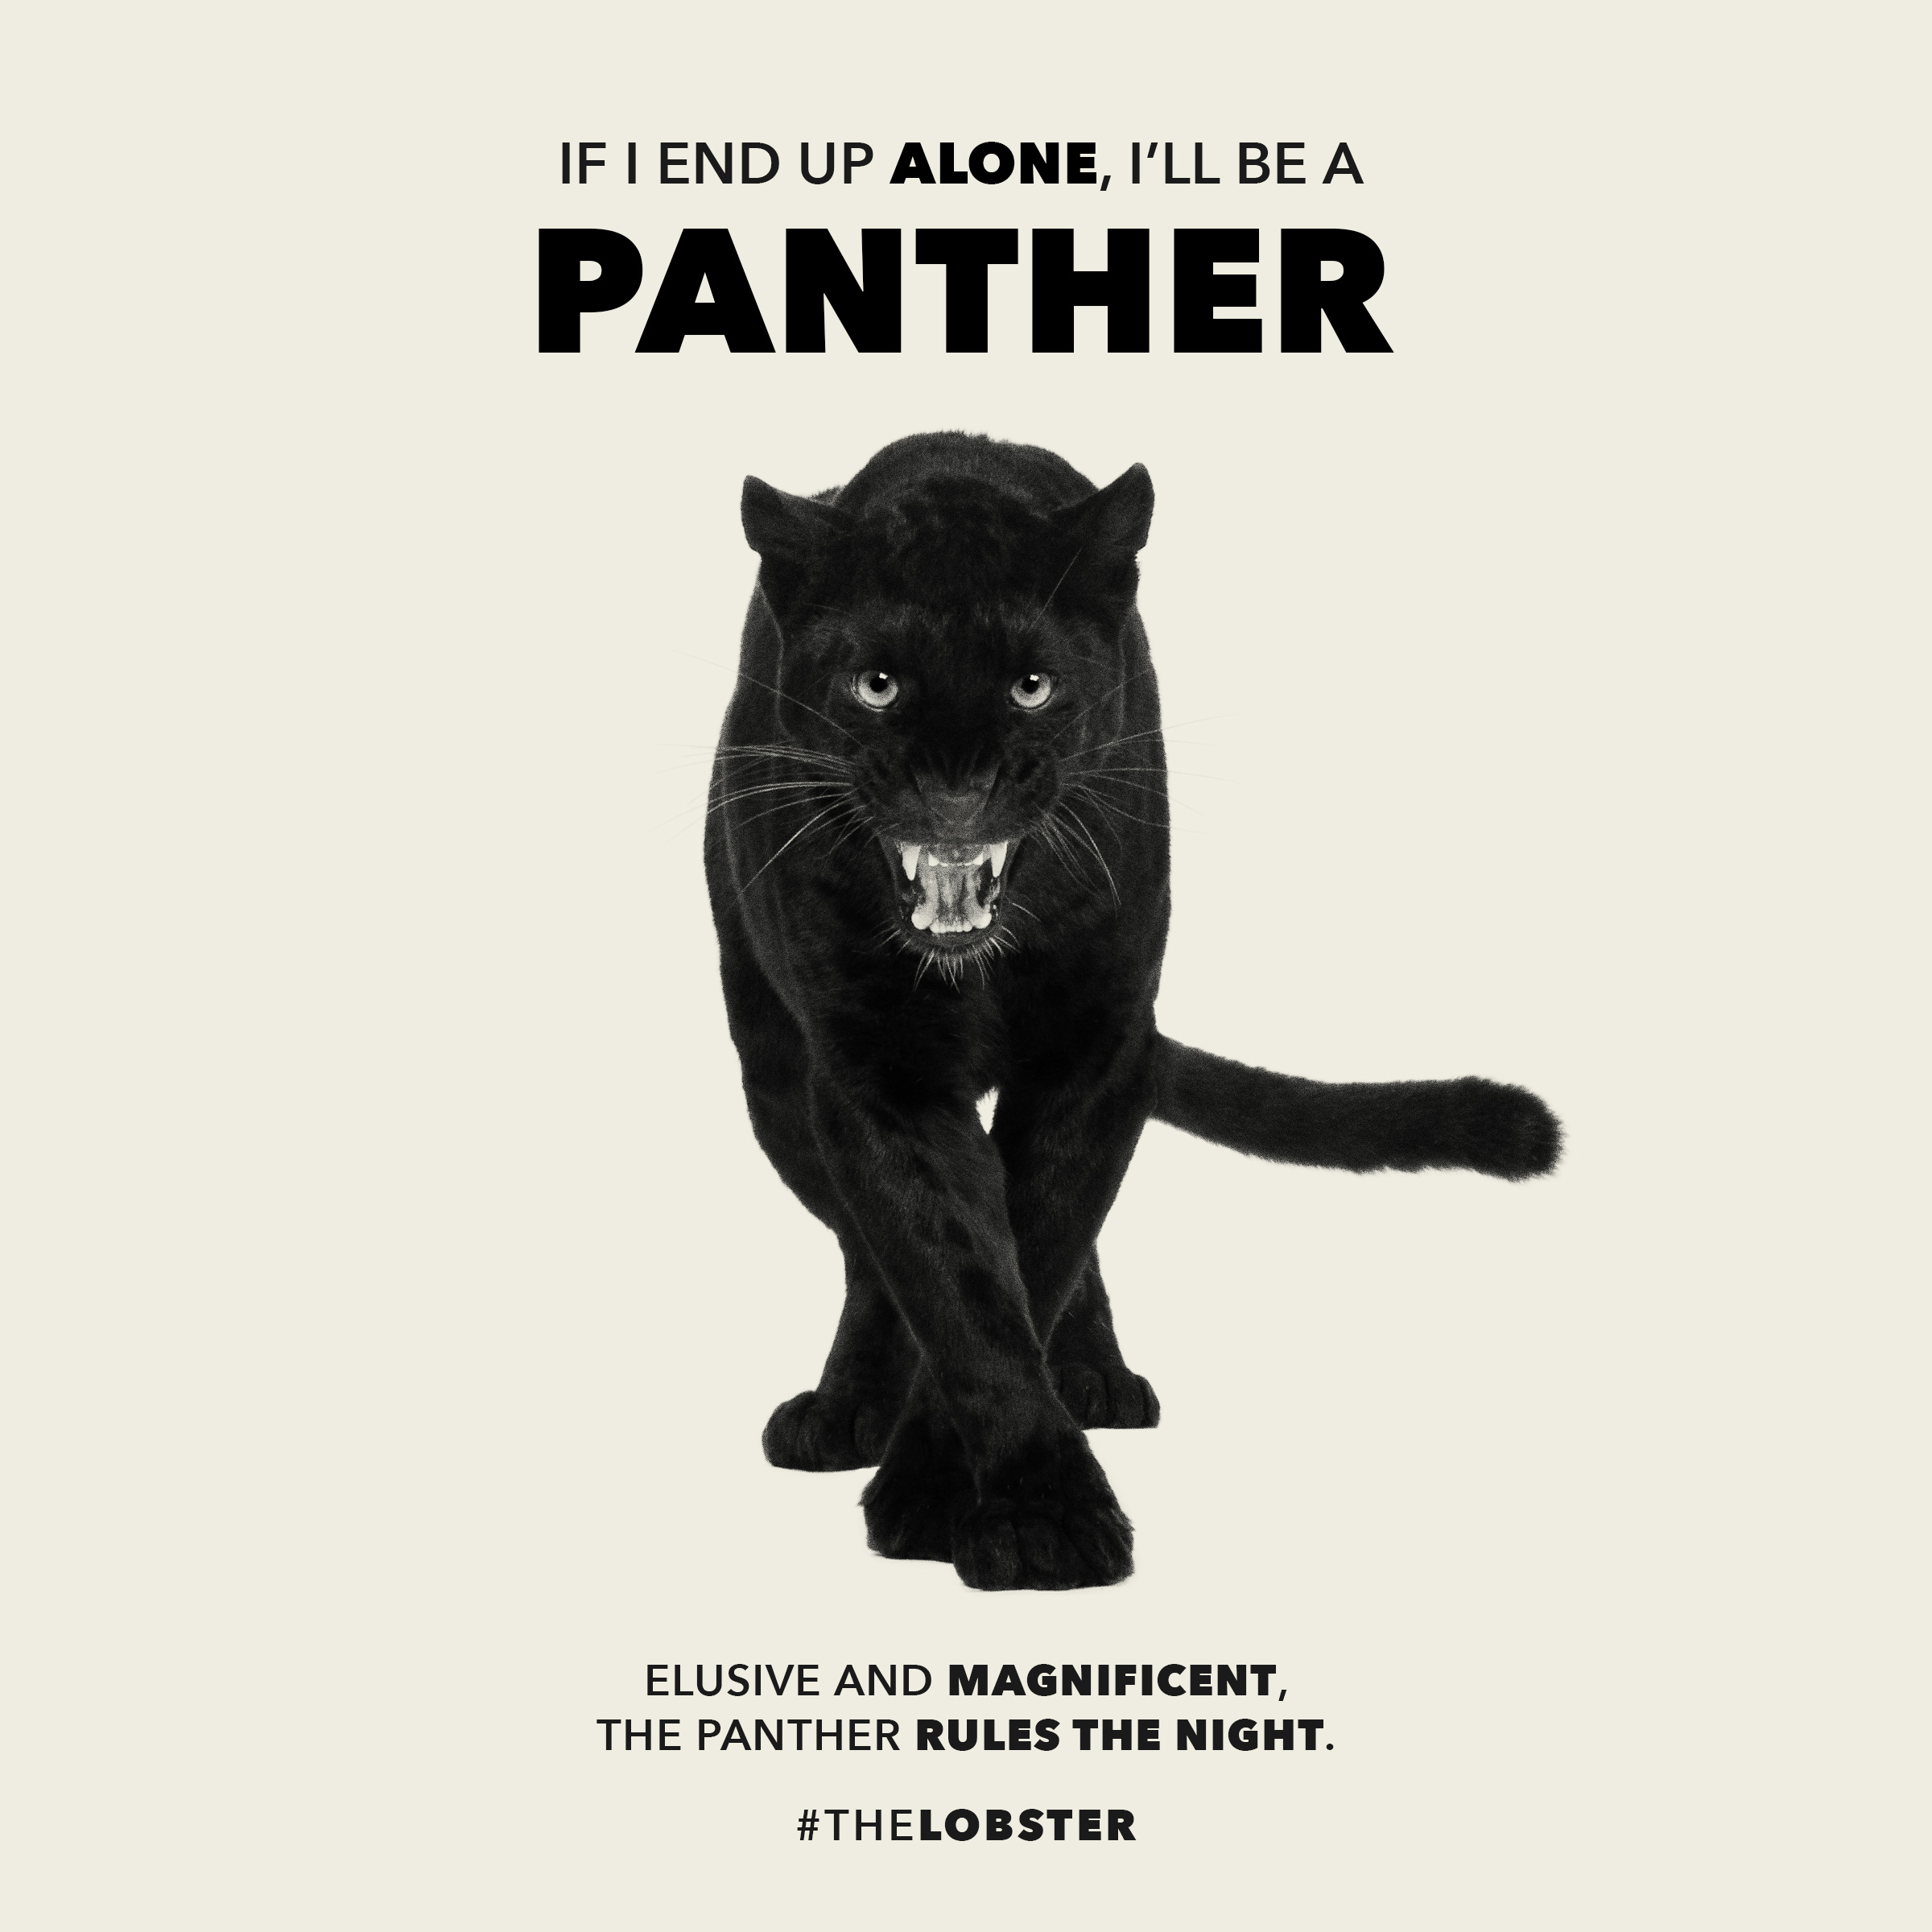 IF I END UP ALONE, I’LL BE A
PANTHER
ELUSIVE AND MAGNIFICENT,
THE PANTHER RULES THE NIGHT.
#THELOBSTER